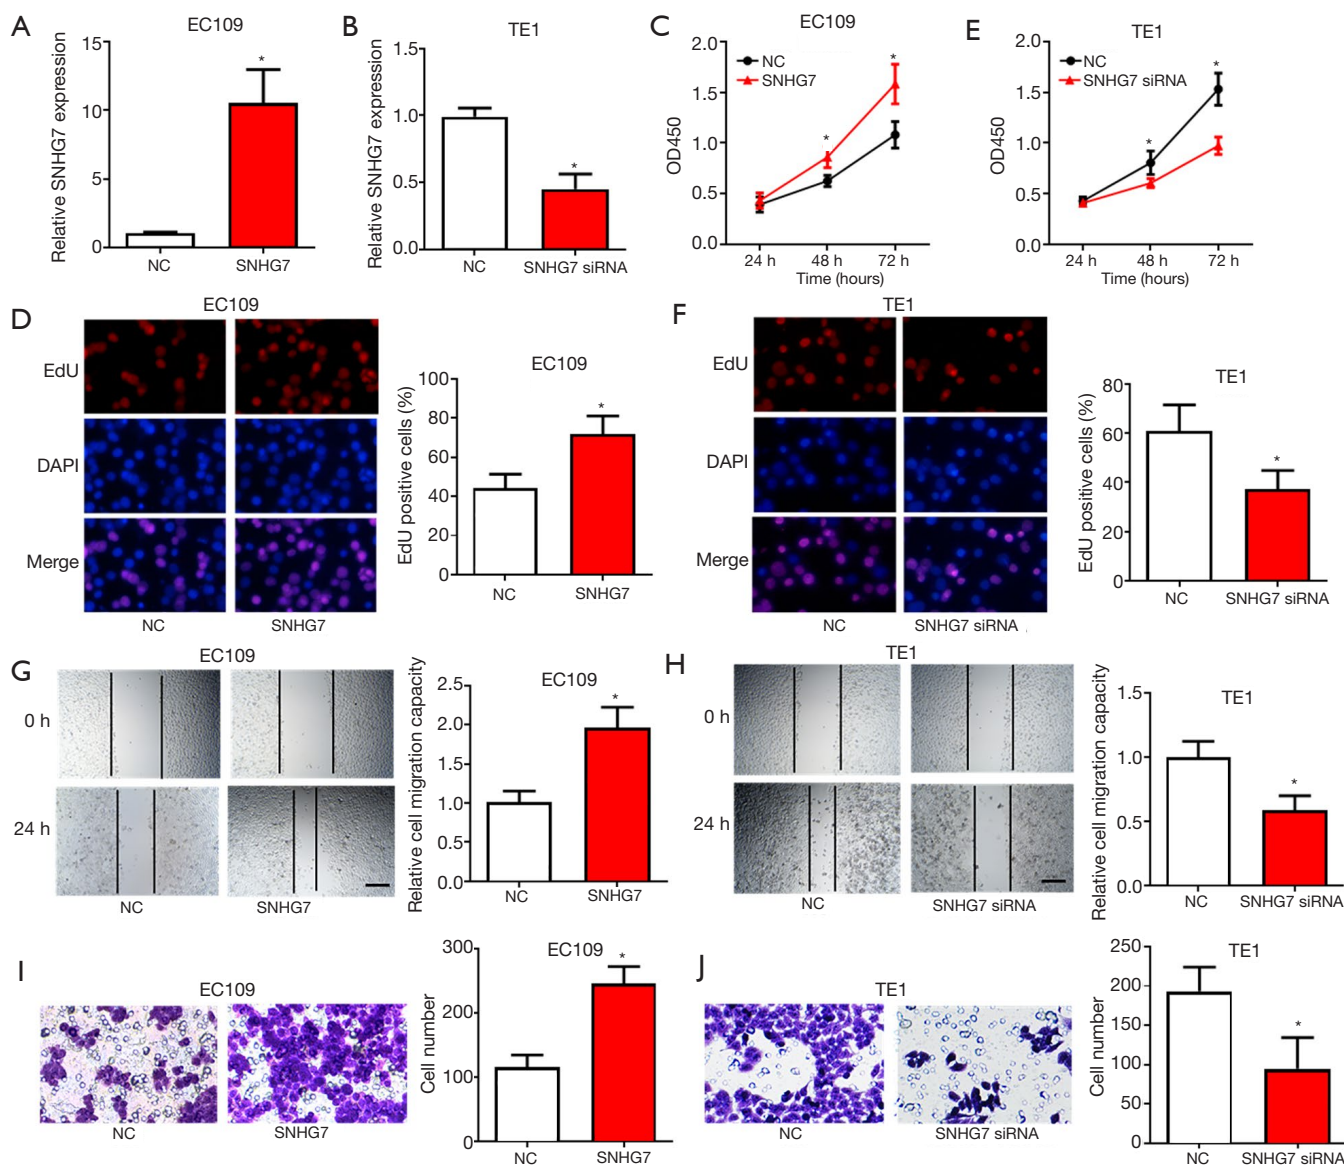 A
EC109
Relative SNHG7 expression
15
10
5
0
*
NC
SNHG7
B
TE1
Relative SNHG7 expression
1.5
1.0
0.5
0.0
*
NC
SNHG7 siRNA
C
EC109
OD450
2.0
1.5
1.0
0.5
0.0
NC
SNHG7
*
*
24 h
48 h
72 h
Time (hours)
E
TE1
OD450
2.0
1.5
1.0
0.5
0.0
NC
SNHG7 siRNA
*
*
24 h
48 h
72 h
Time (hours)
D
EC109
EdU
DAPI
Merge
NC
SNHG7
EC109
EdU positive cells (%)
100
80
60
40
20
0
*
NC
SNHG7
F
TE1
EdU
DAPI
Merge
NC
SNHG7 siRNA
TE1
EdU positive cells (%)
80
60
40
20
0
*
NC
SNHG7 siRNA
G
EC109
0 h
24 h
NC
SNHG7
EC109
Relative cell migration capacity
2.5
2.0
1.5
1.0
0.5
0.0
*
NC
SNHG7
H
TE1
0 h
24 h
NC
SNHG7 siRNA
TE1
Relative cell migration capacity
1.5
1.0
0.5
0.0
*
NC
SNHG7 siRNA
I
EC109
NC
SNHG7
EC109
Cell number
300
200
100
0
*
NC
SNHG7
J
TE1
NC
SNHG7 siRNA
TE1
Cell number
250
200
150
100
50
0
*
NC
SNHG7 siRNA